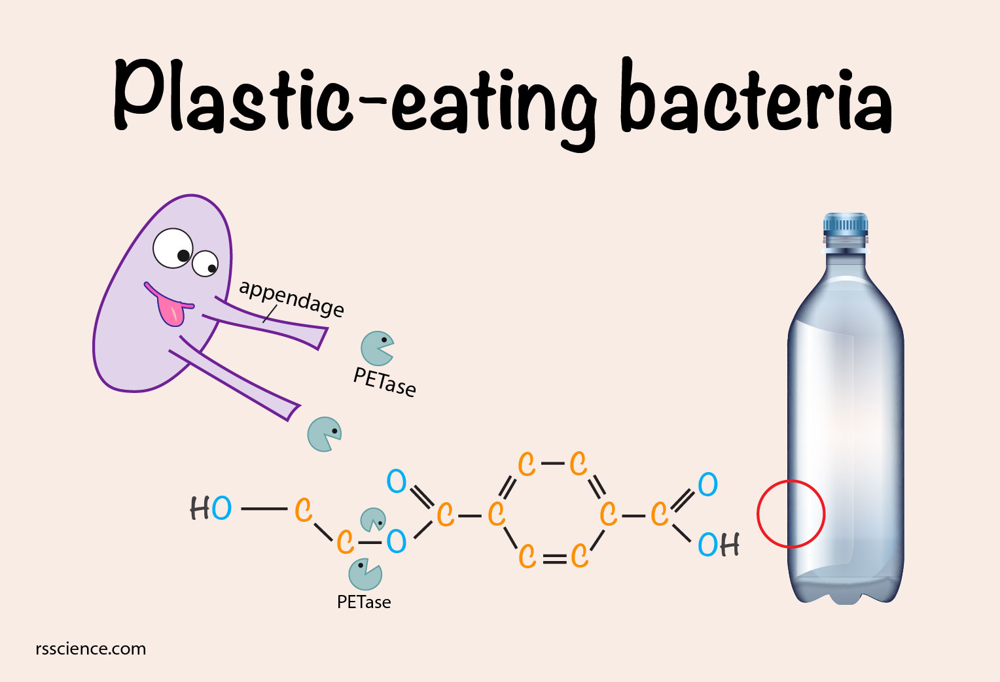 Plastic-eating bacteria
appendage
PETase
C C
O O
HO C C C C C
C O OH
C C
PETase
rsscience.com